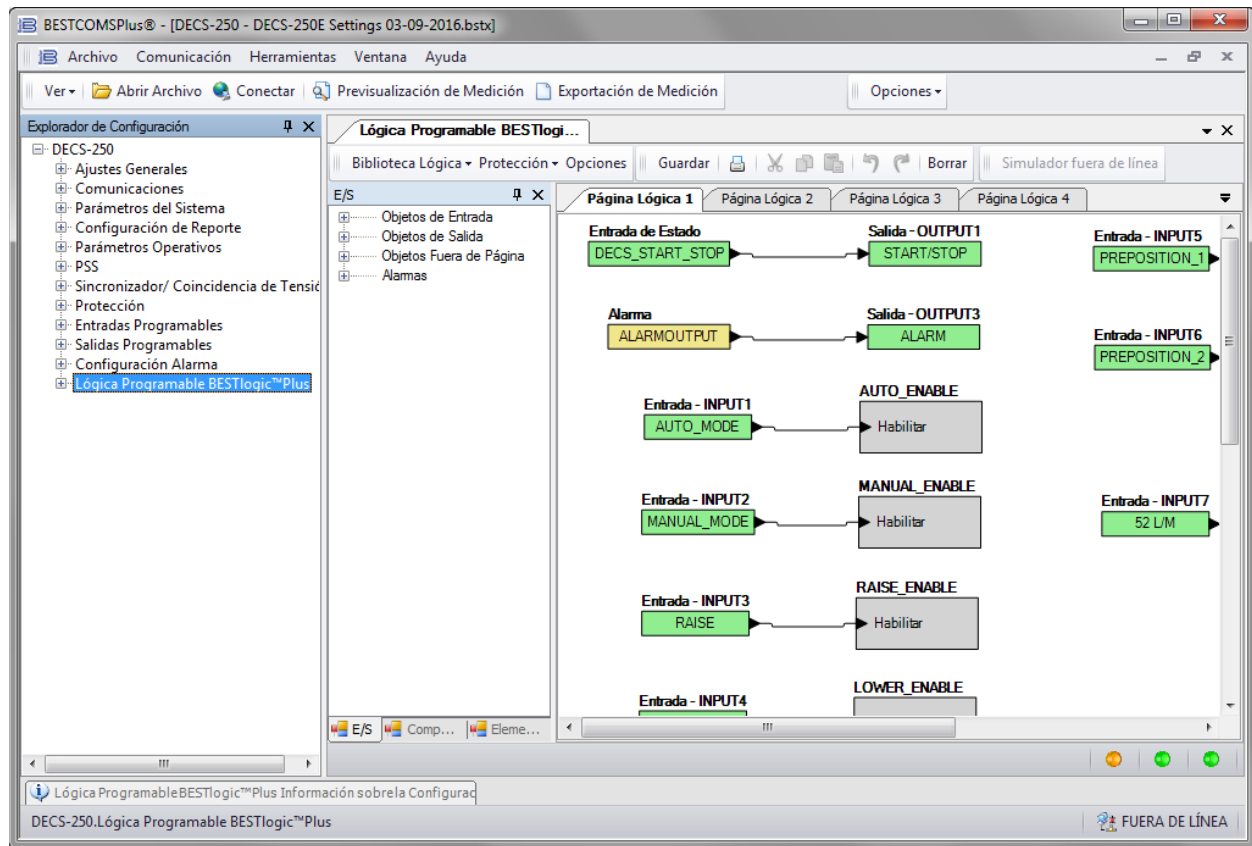 BESTCOMSPlus® - [DECS-250 - DECS-250E Settings 03-09-2016.bstx]
Archivo Comunicación Herramientas Ventana Ayuda
Ver Abrir Archivo Conectar Previsualización de Medición Exportación de Medición Opciones
Explorador de Configuración
DECS-250
Ajustes Generales
Comunicaciones
Parámetros del Sistema
Configuración de Reporte
Parámetros Operativos
PSS
Sincronizador/ Coincidencia de Tensić
Protección
Entradas Programables
Salidas Programables
Configuración Alarma
Lógica Programable BESTlogic™Plus
Lógica Programable BESTlogi...
Biblioteca Lógica Protección Opciones Guardar Borrar Simulador fuera de línea
E/S
Objetos de Entrada
Objetos de Salida
Objetos Fuera de Página
Alarmas
E/S Comp... Eleme...
Página Lógica 1 Página Lógica 2 Página Lógica 3 Página Lógica 4
Entrada de Estado
DECS_START_STOP
Salida - OUTPUT1
START/STOP
Entrada - INPUT5
PREPOSITION_1
Alarma
ALARMOUTPUT
Salida - OUTPUT3
ALARM
Entrada - INPUT6
PREPOSITION_2
Entrada - INPUT1
AUTO_MODE
AUTO_ENABLE
Habilitar
Entrada - INPUT2
MANUAL_MODE
MANUAL_ENABLE
Habilitar
Entrada - INPUT7
52 L/M
Entrada - INPUT3
RAISE
RAISE_ENABLE
Habilitar
Entrada - INPUT4
LOWER_ENABLE
Lógica ProgramableBESTlogic™Plus Información sobrela Configurac
DECS-250.Lógica Programable BESTlogic™Plus
FUERA DE LÍNEA